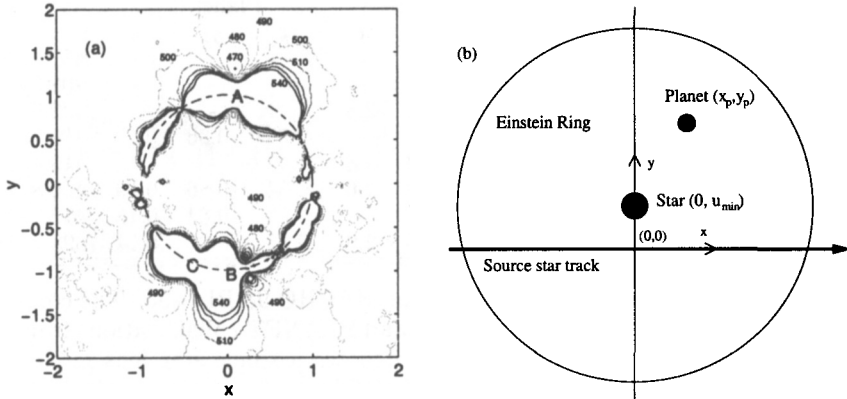 (a)
490
500
480
490
500
470
510
540
A
490
480
C
B
490
540
490
510
2
1.5
1
0.5
0
-0.5
-1
-1.5
-2
y
-2
-1
0
1
2
x
(b)
Planet (xp,yp)
Einstein Ring
y
Star (0, umin)
(0,0)
x
Source star track